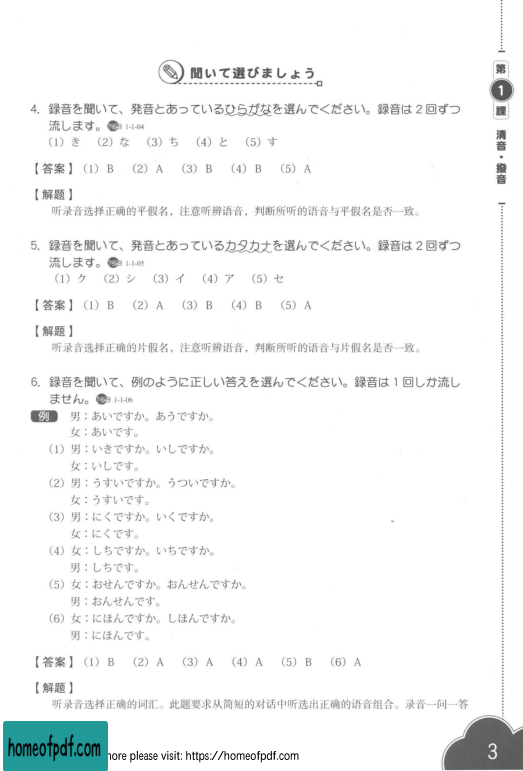 聞いて選びましょう
第
1
課
清音・撥音
4. 録音を聞いて、発音とあっているひらがなを選んでください。録音は2回ずつ
流します。 1-1-04
(1) き (2) な (3) ち (4) と (5) す
【答案】(1) B (2) A (3) B (4) B (5) A
【解题】
听录音选择正确的平假名，注意听辨语音，判断所听的语音与平假名是否一致。
5. 録音を聞いて、発音とあっているカタカナを選んでください。録音は2回ずつ
流します。 1-1-05
(1) ク (2) シ (3) イ (4) ア (5) セ
【答案】(1) B (2) A (3) B (4) B (5) A
【解题】
听录音选择正确的片假名，注意听辨语音，判断所听的语音与片假名是否一致。
6. 録音を聞いて、例のように正しい答えを選んでください。録音は1回しか流し
ません。 1-1-06
例 男：あいですか。あうですか。
女：あいです。
(1) 男：いきですか。いしですか。
女：いしです。
(2) 男：うすいですか。うついですか。
女：うすいです。
(3) 男：にくですか。いくですか。
女：にくです。
(4) 女：しちですか。いちですか。
男：しちです。
(5) 女：おせんですか。おんせんですか。
男：おんせんです。
(6) 女：にほんですか。しほんですか。
男：にほんです。
【答案】(1) B (2) A (3) A (4) A (5) B (6) A
【解题】
听录音选择正确的词汇。此题要求从简短的对话中听选出正确的语音组合。录音一问一答
homeofpdf.com
more please visit: https://homeofpdf.com
3